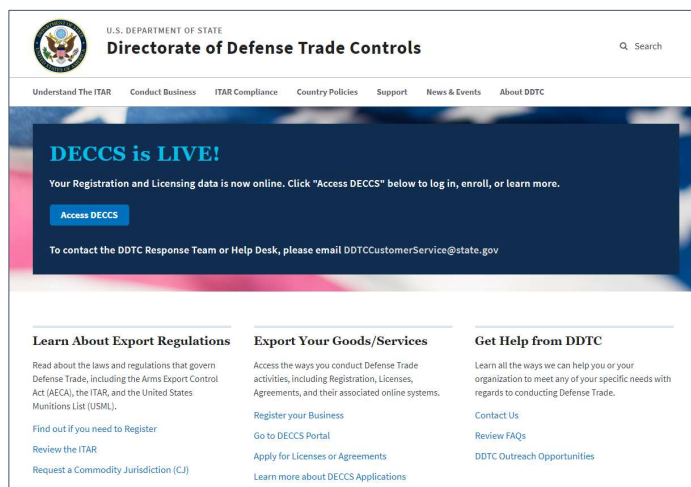 U.S. DEPARTMENT OF STATE
Directorate of Defense Trade Controls
Search
Understand The ITAR Conduct Business ITAR Compliance Country Policies Support News & Events About DDTC
DECCS is LIVE!
Your Registration and Licensing data is now online. Click "Access DECCS" below to log in, enroll, or learn more.
Access DECCS
To contact the DDTC Response Team or Help Desk, please email DDTCCustomerService@state.gov
Learn About Export Regulations
Read about the laws and regulations that govern
Defense Trade, including the Arms Export Control
Act (AECA), the ITAR, and the United States
Munitions List (USML).
Find out if you need to Register
Review the ITAR
Request a Commodity Jurisdiction (CJ)
Export Your Goods/Services
Access the ways you conduct Defense Trade
activities, including Registration, Licenses,
Agreements, and their associated online systems.
Register your Business
Go to DECCS Portal
Apply for Licenses or Agreements
Learn more about DECCS Applications
Get Help from DDTC
Learn all the ways we can help you or your
organization to meet any of your specific needs with
regards to conducting Defense Trade.
Contact Us
Review FAQs
DDTC Outreach Opportunities